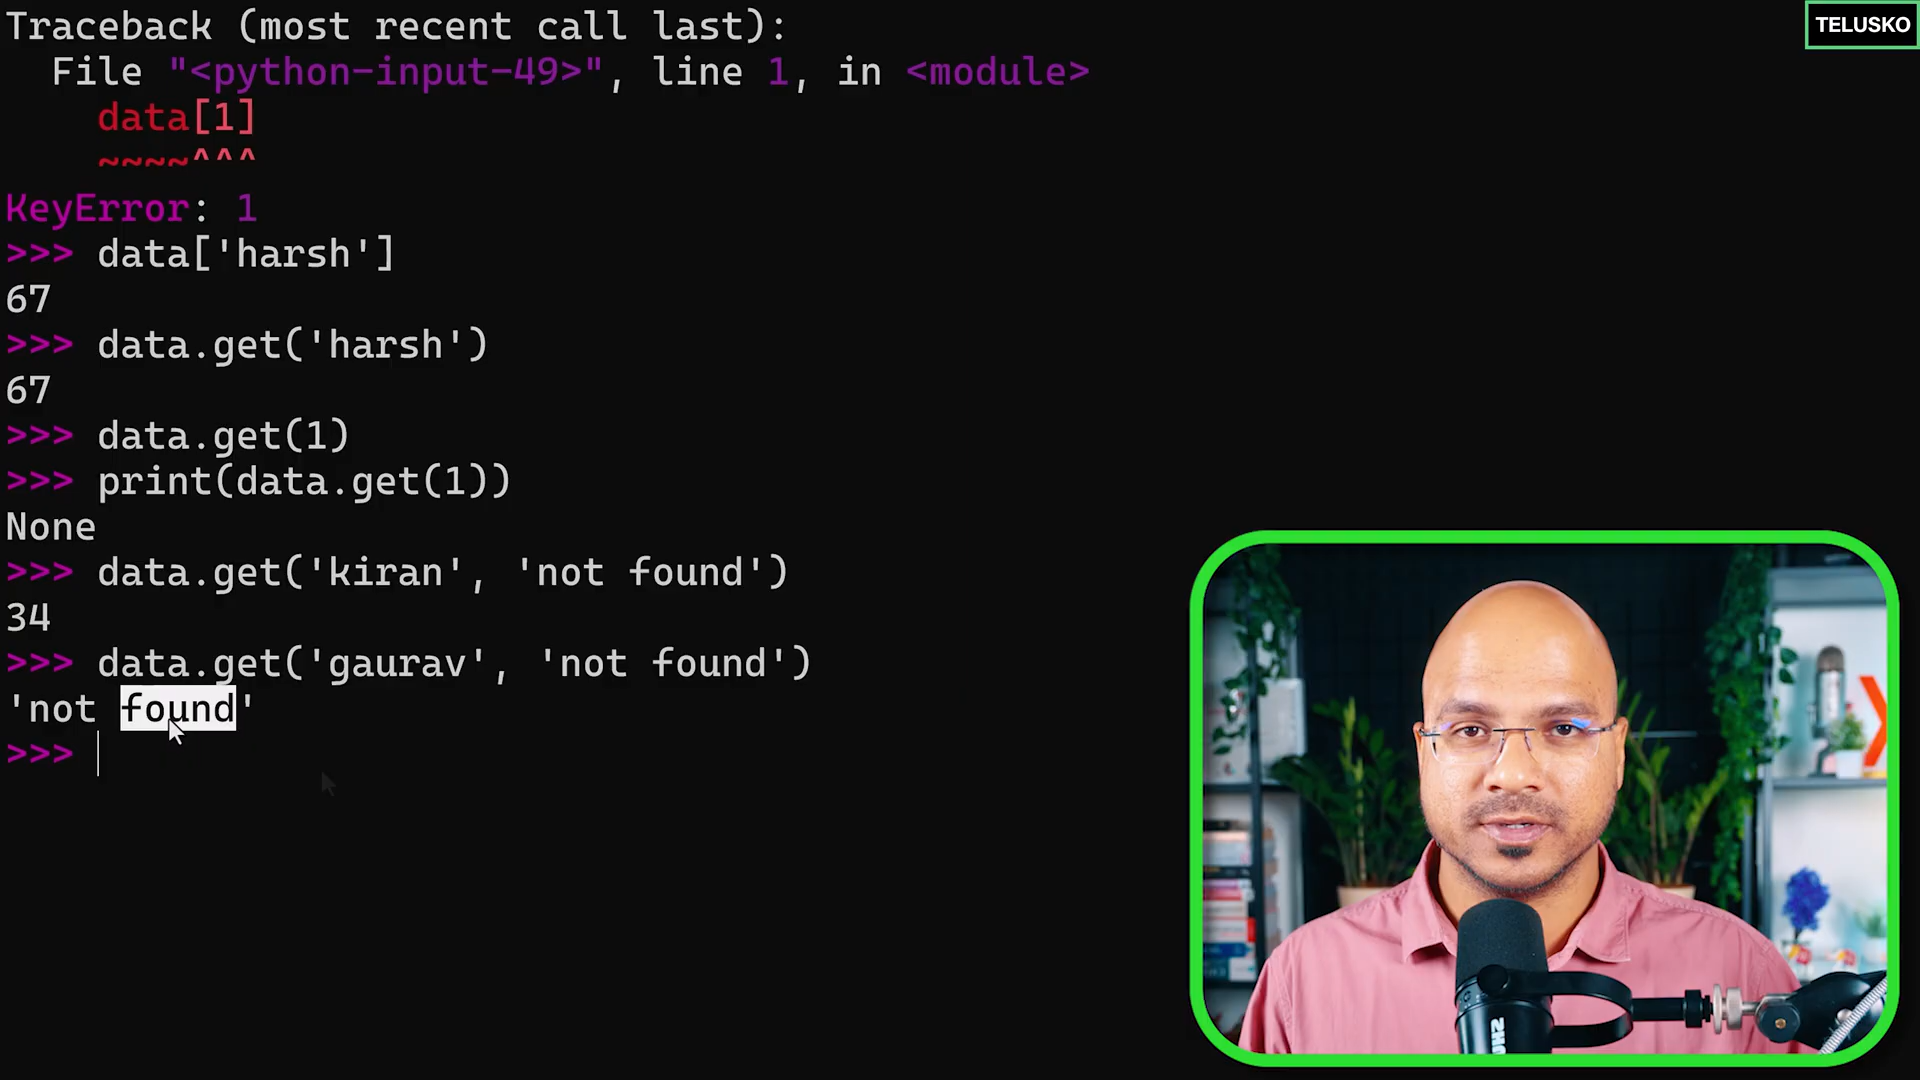 Traceback (most recent call last):
File "<python-input-49>", line 1, in <module>
data[1]
~~~~^^^
KeyError: 1
>>> data['harsh']
67
>>> data.get('harsh')
67
>>> data.get(1)
>>> print(data.get(1))
None
>>> data.get('kiran', 'not found')
34
>>> data.get('gaurav', 'not found')
'not found'
>>>
TELUSKO